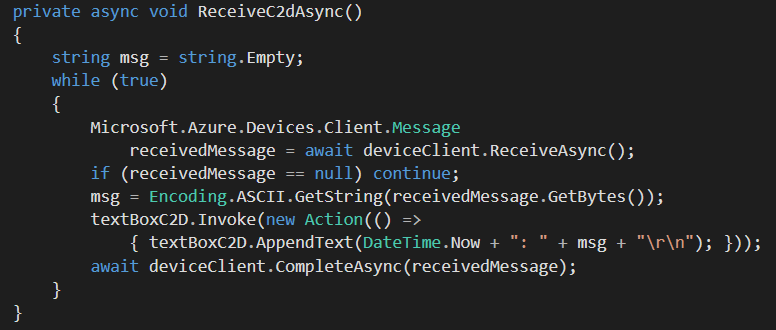 private async void ReceiveC2dAsync()
{
    string msg = string.Empty;
    while (true)
    {
        Microsoft.Azure.Devices.Client.Message
            receivedMessage = await deviceClient.ReceiveAsync();
        if (receivedMessage == null) continue;
        msg = Encoding.ASCII.GetString(receivedMessage.GetBytes());
        textBoxC2D.Invoke(new Action(() =>
            { textBoxC2D.AppendText(DateTime.Now + ": " + msg + "\r\n"); }));
        await deviceClient.CompleteAsync(receivedMessage);
    }
}